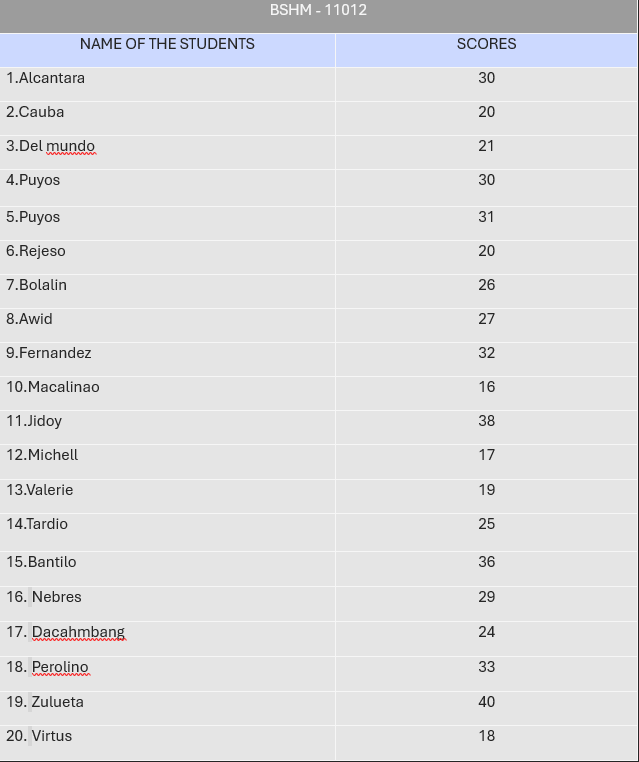 BSHM - 11012
NAME OF THE STUDENTS SCORES
1.Alcantara 30
2.Cauba 20
3.Del mundo 21
4.Puyos 30
5.Puyos 31
6.Rejeso 20
7.Bolalin 26
8.Awid 27
9.Fernandez 32
10.Macalinao 16
11.Jidoy 38
12.Michell 17
13.Valerie 19
14.Tardio 25
15.Bantilo 36
16. Nebres 29
17. Dacahmbang 24
18. Perolino 33
19. Zulueta 40
20. Virtus 18